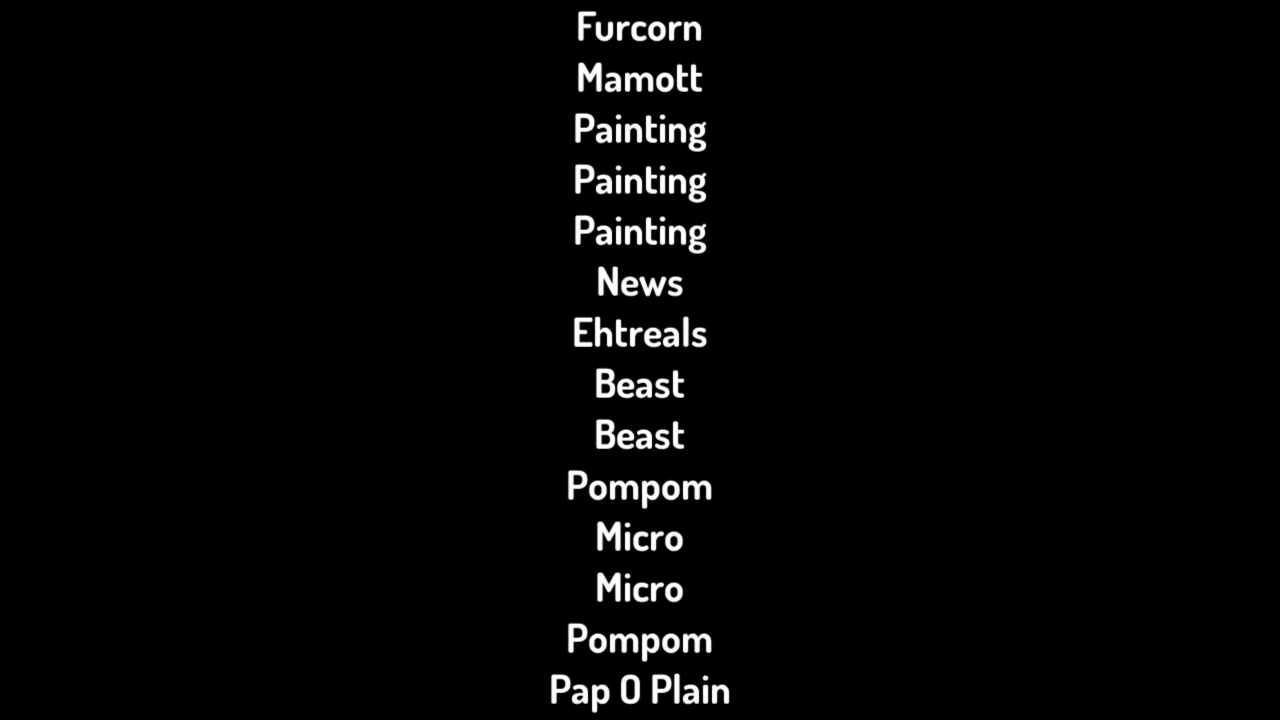 Furcorn
Mamott
Painting
Painting
Painting
News
Ehtreals
Beast
Beast
Pompom
Micro
Micro
Pompom
Pap O Plain